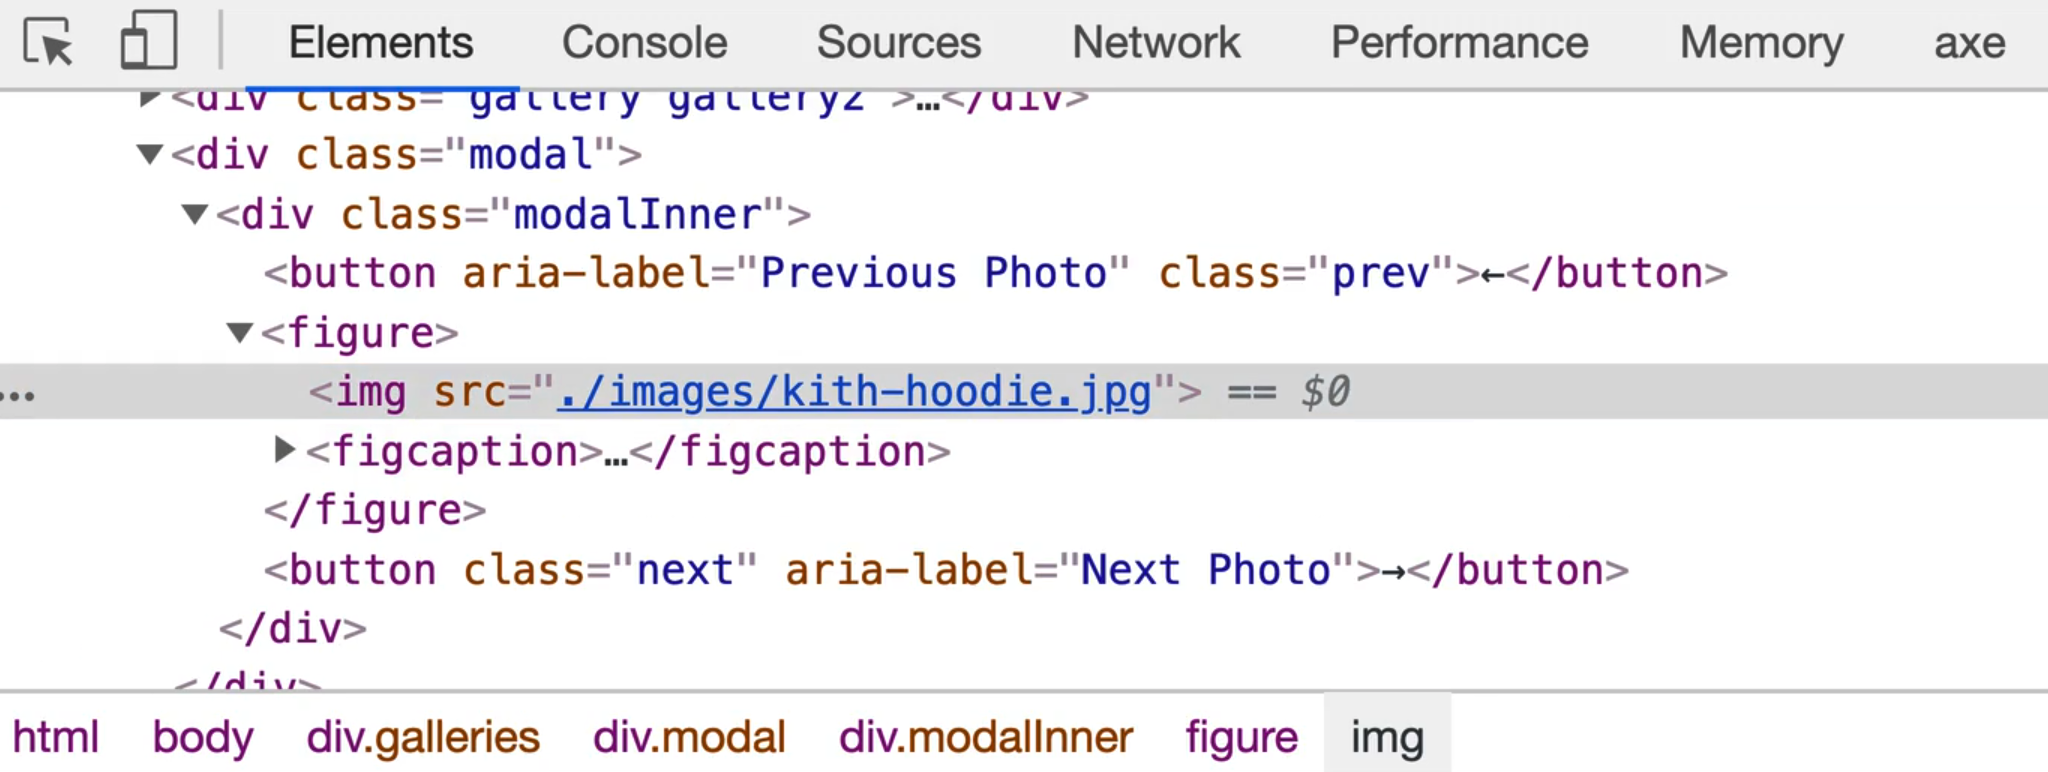 Elements Console Sources Network Performance Memory axe
<div class="gallery gallery2">…</div>
<div class="modal">
<div class="modalInner">
<button aria-label="Previous Photo" class="prev">←</button>
<figure>
… <img src="./images/kith-hoodie.jpg"> == $0
<figcaption>…</figcaption>
</figure>
<button class="next" aria-label="Next Photo">→</button>
</div>
</div>
html body div.galleries div.modal div.modalInner figure img